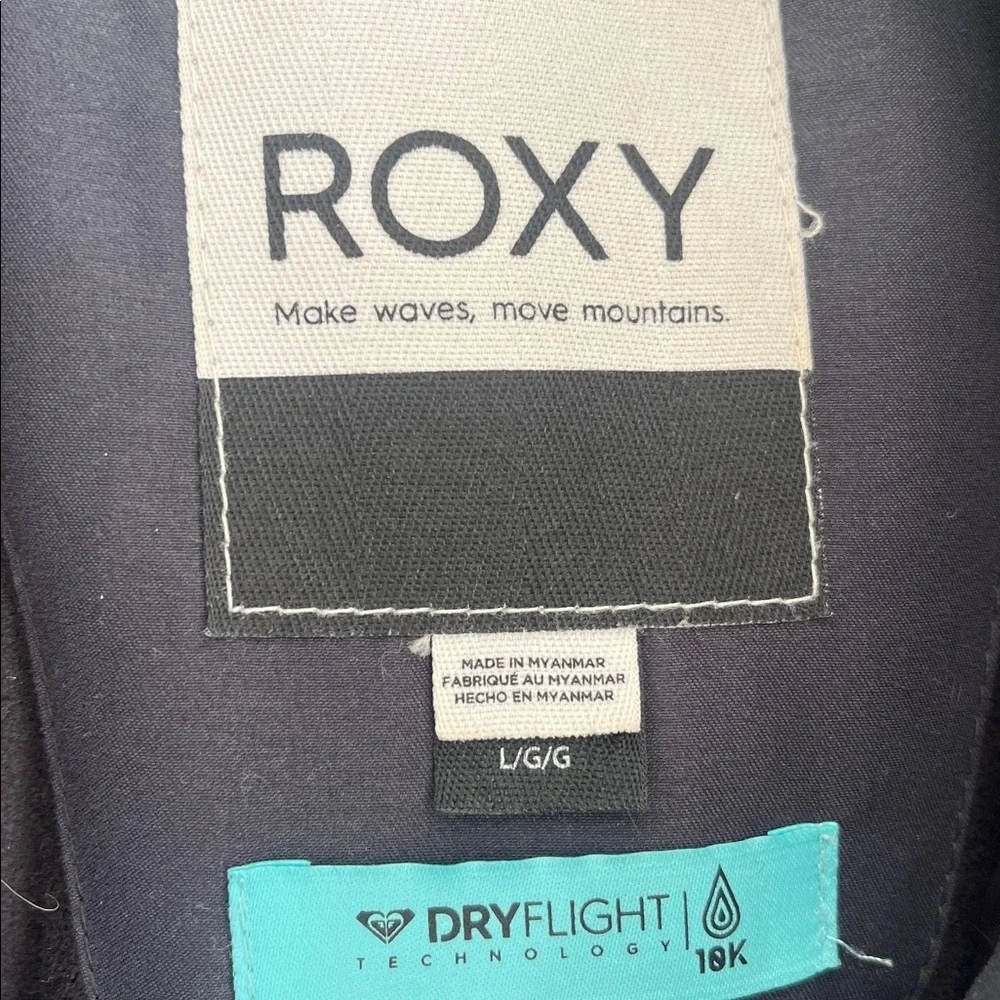 ROXY
Make waves, move mountains.
MADE IN MYANMAR
FABRIQUÉ AU MYANMAR
HECHO EN MYANMAR
L/G/G
DRYFLIGHT
TECHNOLOGY
10K